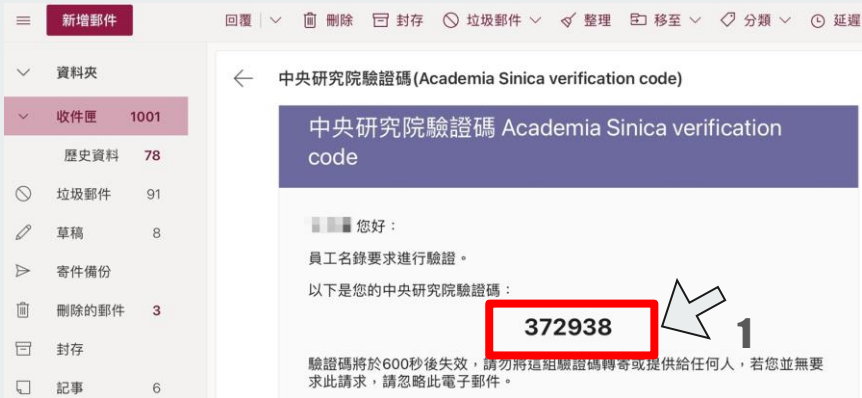 新增郵件
回覆 刪除 封存 垃圾郵件 整理 移至 分類 延遲
資料夾
收件匣 1001
歷史資料 78
垃圾郵件 91
草稿 8
寄件備份
刪除的郵件 3
封存
記事 6
中央研究院驗證碼(Academia Sinica verification code)
中央研究院驗證碼 Academia Sinica verification
code
您好：
員工名錄要求進行驗證。
以下是您的中央研究院驗證碼：
372938
1
驗證碼將於600秒後失效，請勿將這組驗證碼轉寄或提供給任何人，若您並無要
求此請求，請忽略此電子郵件。